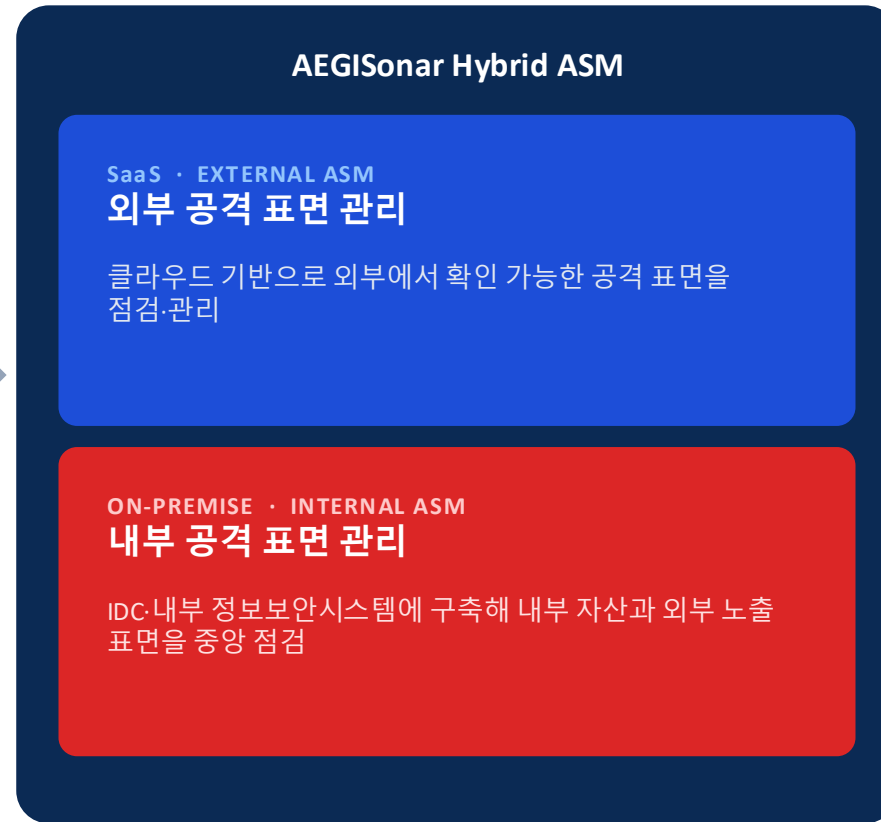 AEGISonar Hybrid ASM
SaaS · EXTERNAL ASM
외부 공격 표면 관리
클라우드 기반으로 외부에서 확인 가능한 공격 표면을
점검·관리
ON-PREMISE · INTERNAL ASM
내부 공격 표면 관리
IDC·내부 정보보안시스템에 구축해 내부 자산과 외부 노출
표면을 중앙 점검